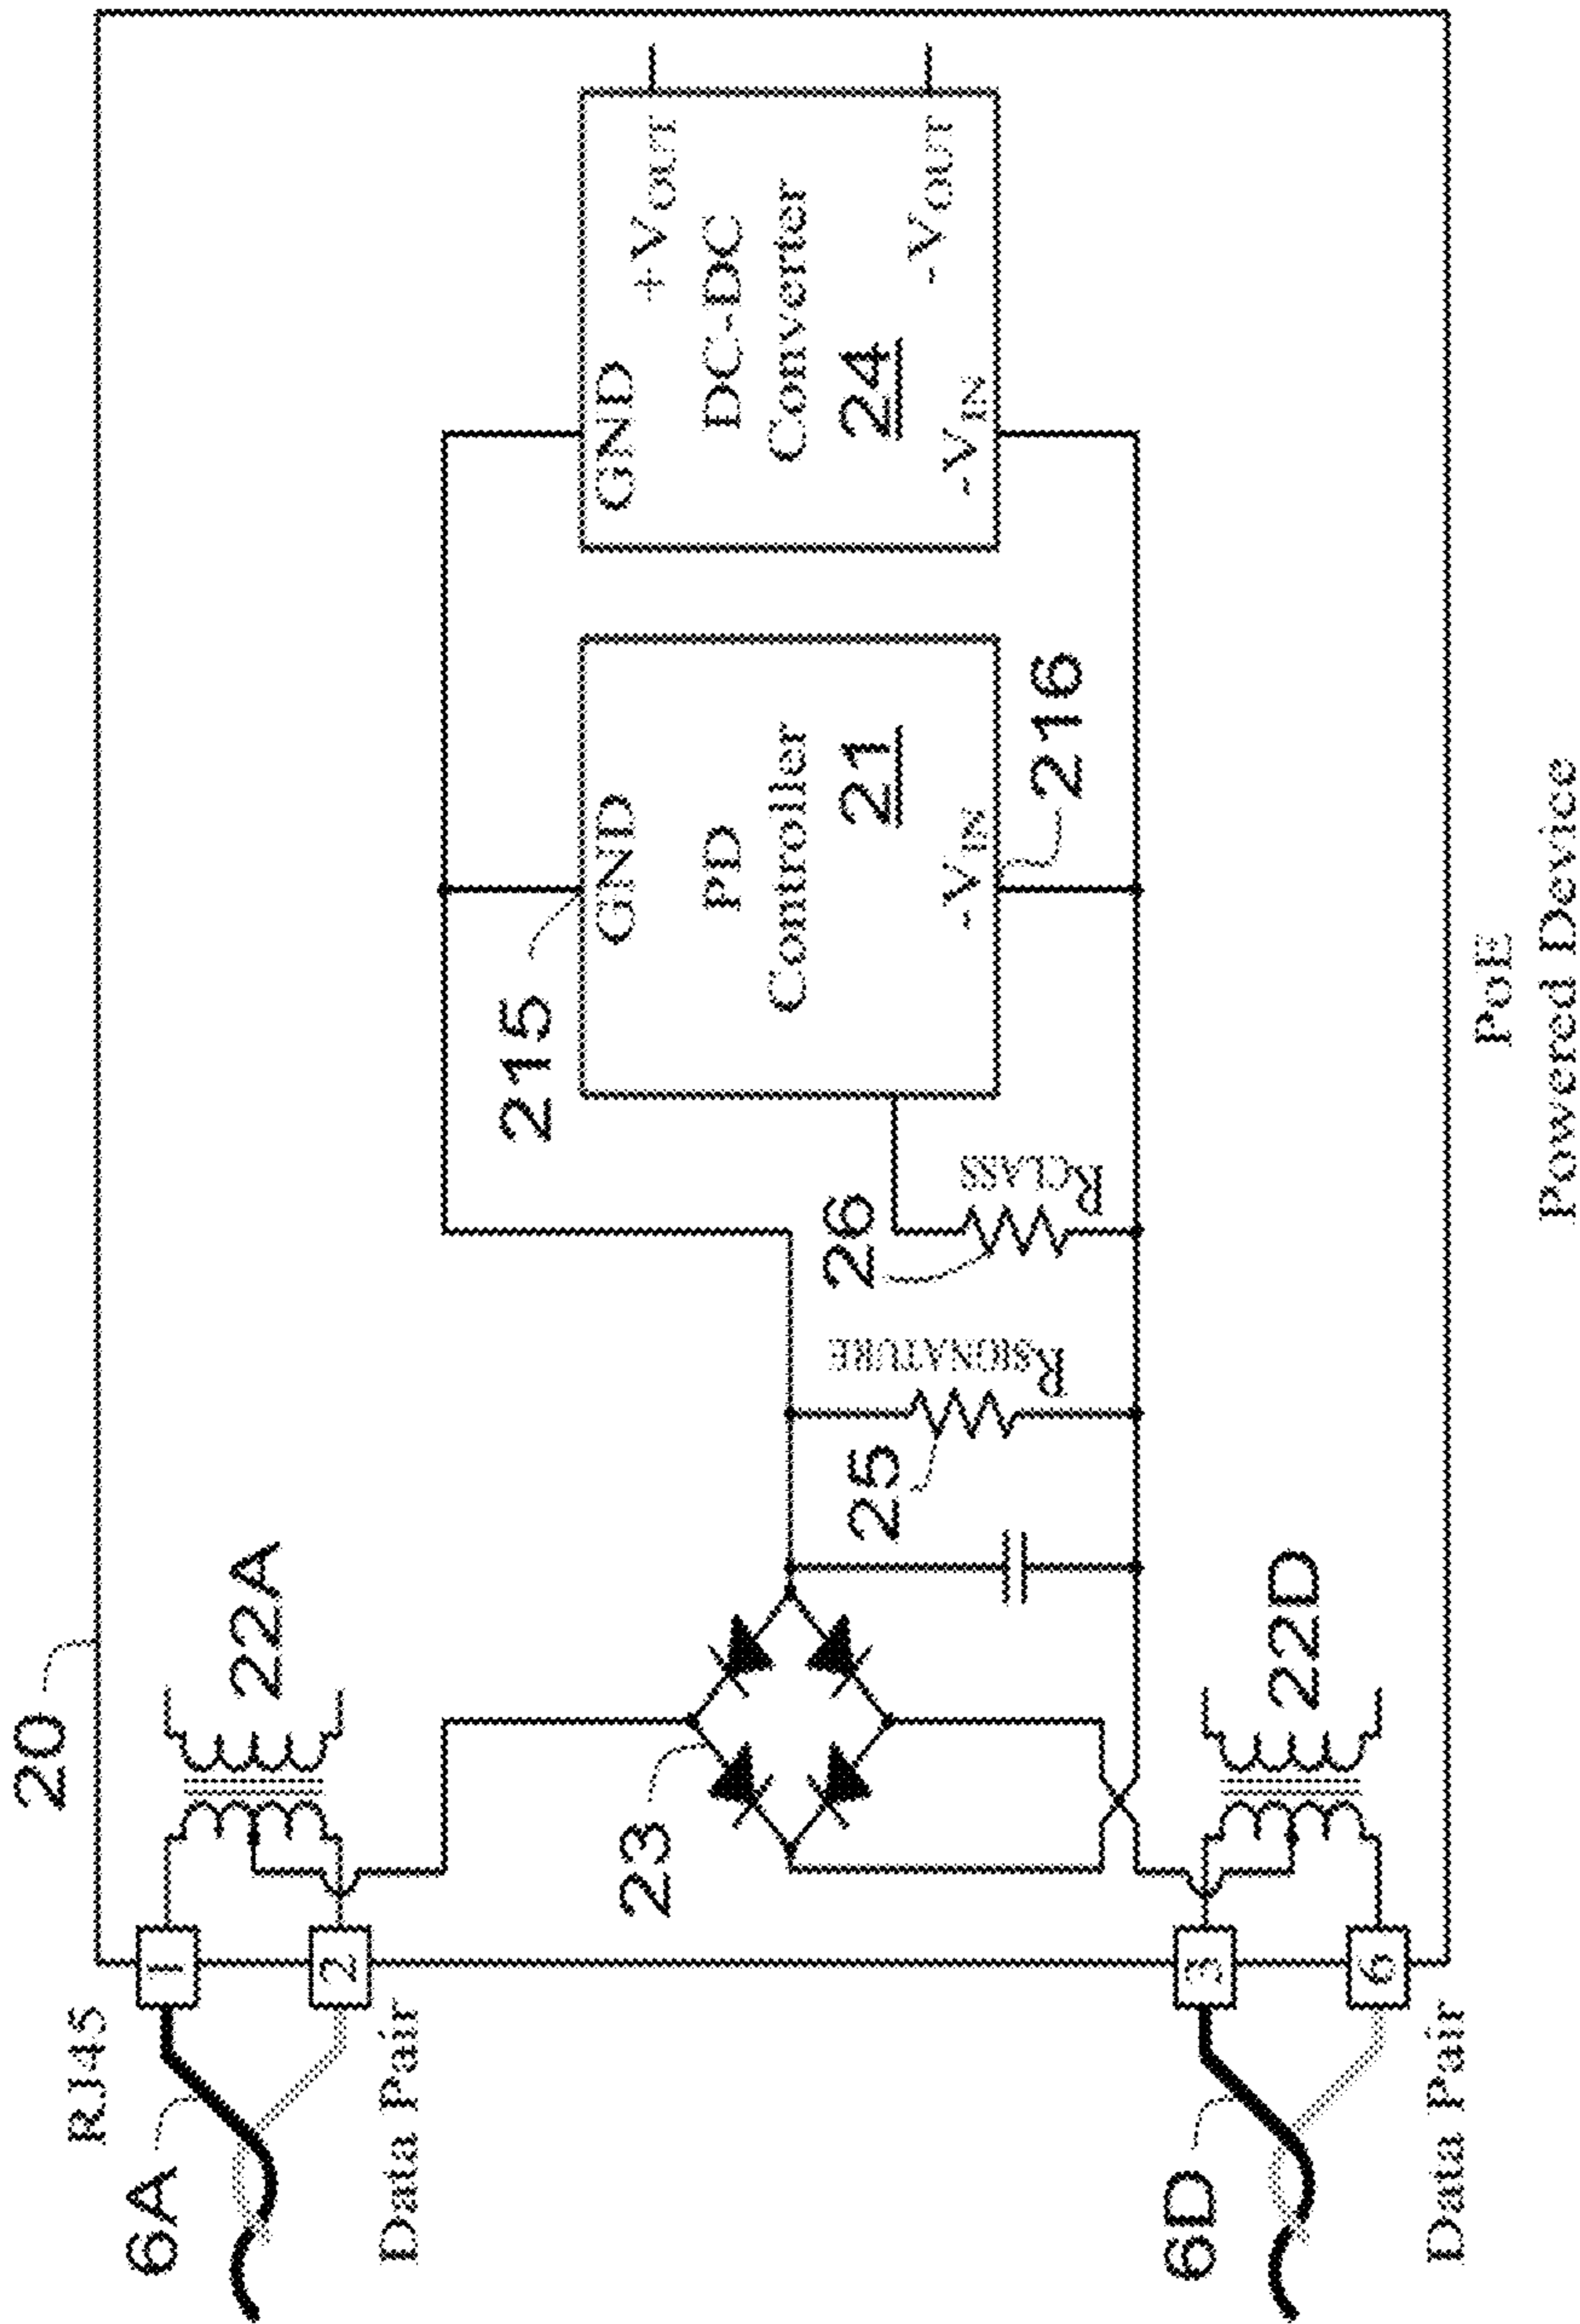 20
RJ45
6A
1
22A
2
Data Pair
215
GND
GND
+VOUT
23
PD
Controller
21
DC-DC
Converter
24
25
RSIGNATURE
26
RCLASS
-VIN
216
-VIN
-VOUT
6D
3
22D
6
Data Pair
PoE
Powered Device